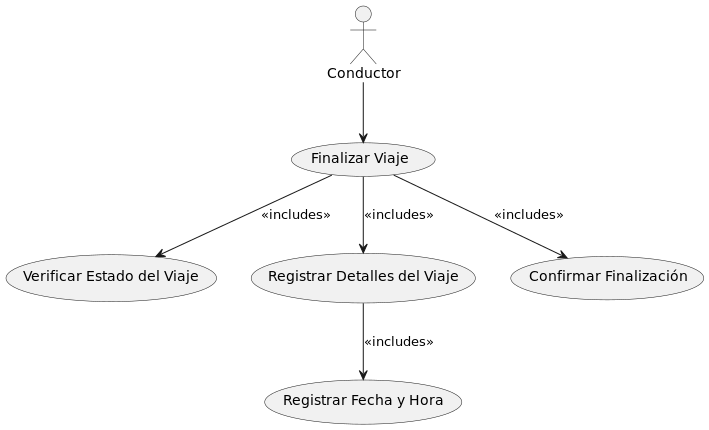 Conductor
Finalizar Viaje
«includes»
«includes»
«includes»
Verificar Estado del Viaje
Registrar Detalles del Viaje
Confirmar Finalización
«includes»
Registrar Fecha y Hora